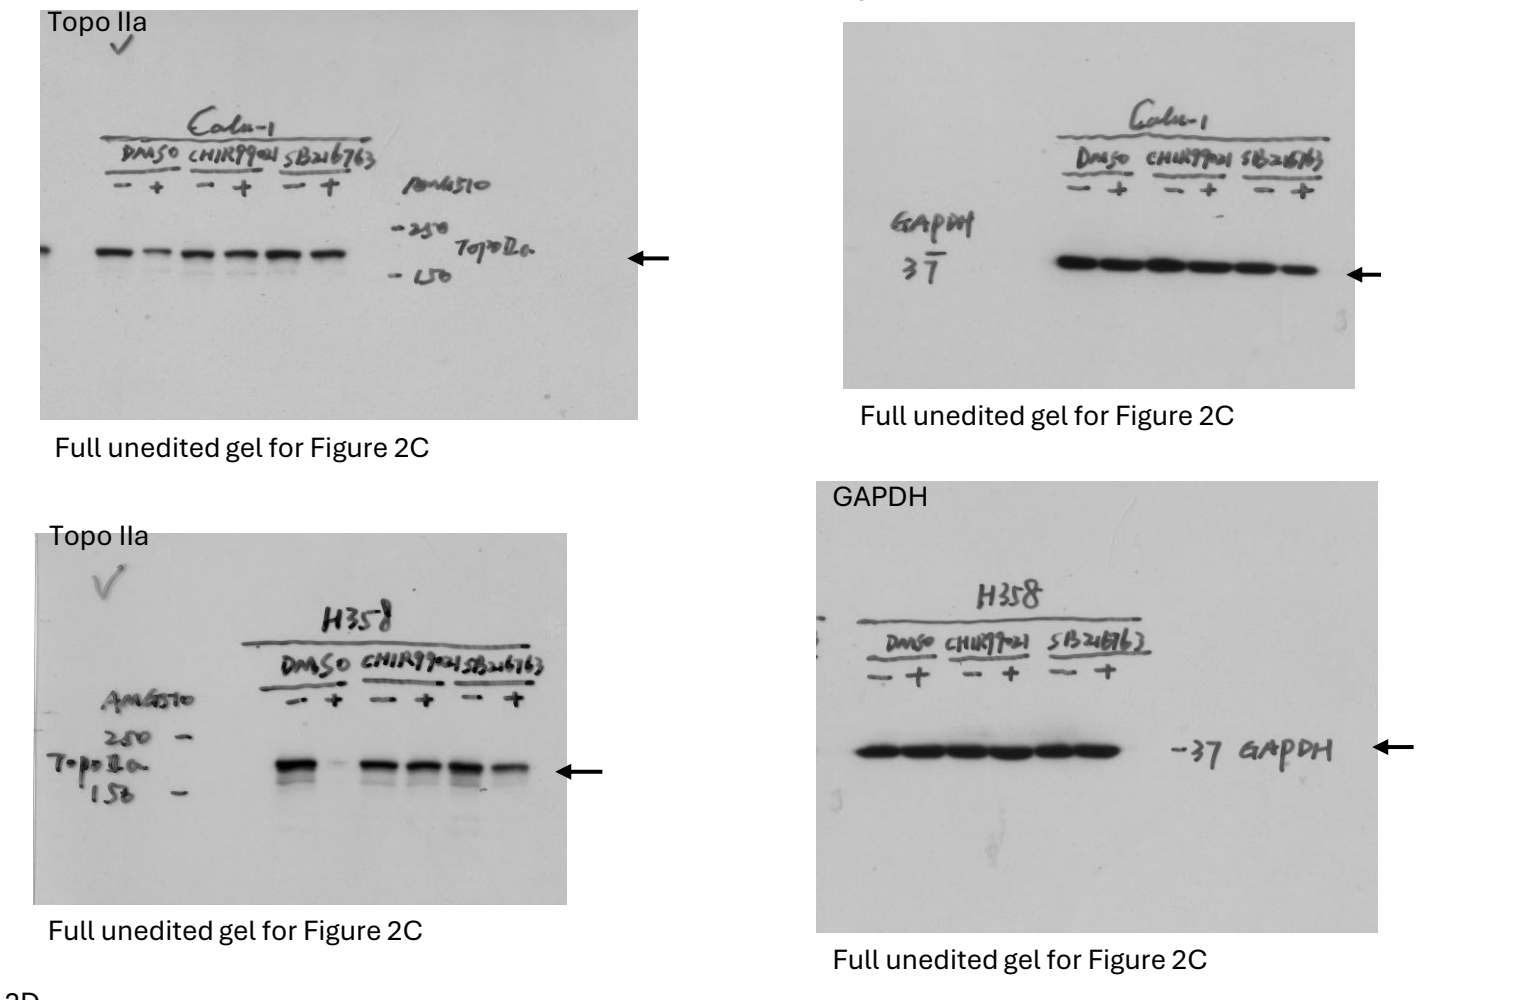 Topo IIa
Calu-1
DMSO CHIR99021 SB216763
- + - + - + AMG510
-250
Topo IIa
-150
Full unedited gel for Figure 2C
Calu-1
DMSO CHIR99021 SB216763
- + - + - +
GAPDH
37
Full unedited gel for Figure 2C
Topo IIa
H358
DMSO CHIR99021 SB216763
AMG510 - + - + - +
250 -
Topo IIa
150 -
Full unedited gel for Figure 2C
GAPDH
H358
DMSO CHIR99021 SB216763
- + - + - +
-37 GAPDH
Full unedited gel for Figure 2C